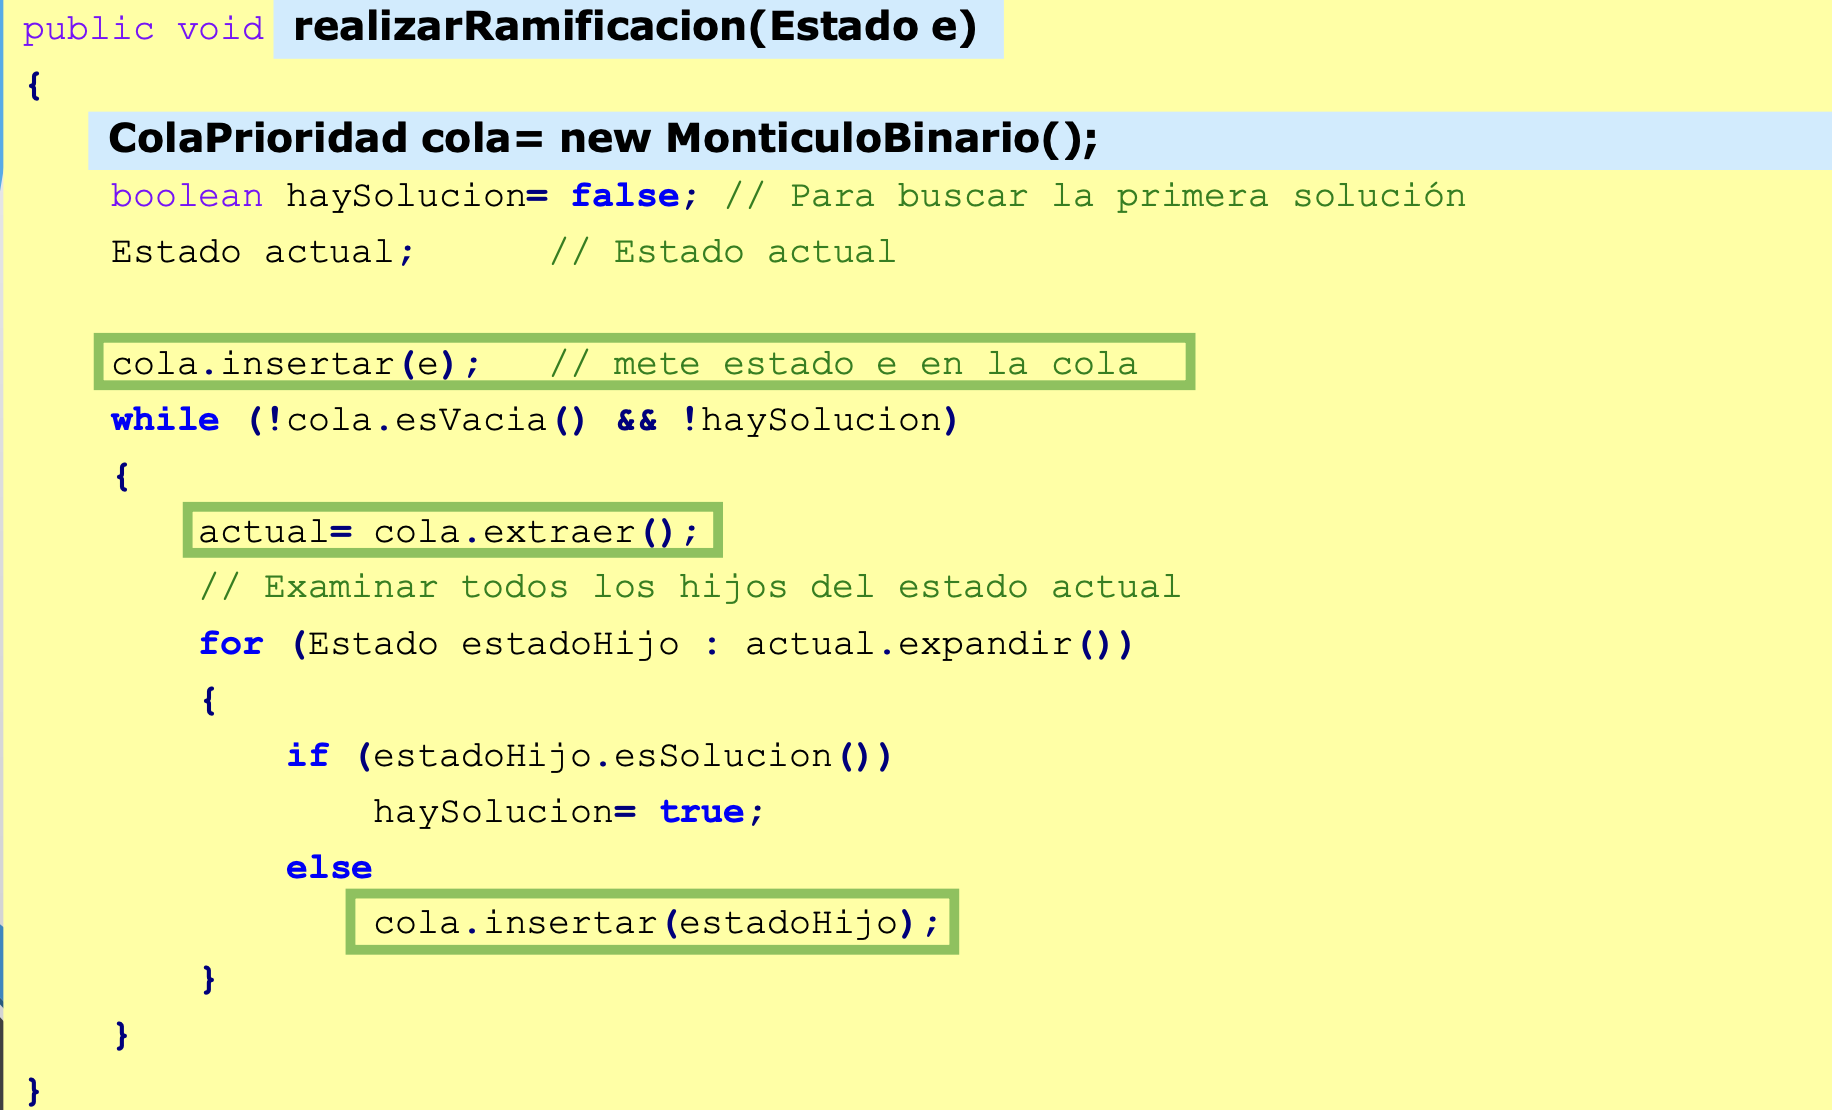 public void realizarRamificacion(Estado e)
{
ColaPrioridad cola= new MonticuloBinario();
boolean haySolucion= false; // Para buscar la primera solución
Estado actual; // Estado actual
cola.insertar(e); // mete estado e en la cola
while (!cola.esVacia() && !haySolucion)
{
actual= cola.extraer();
// Examinar todos los hijos del estado actual
for (Estado estadoHijo : actual.expandir())
{
if (estadoHijo.esSolucion())
haySolucion= true;
else
cola.insertar(estadoHijo);
}
}
}